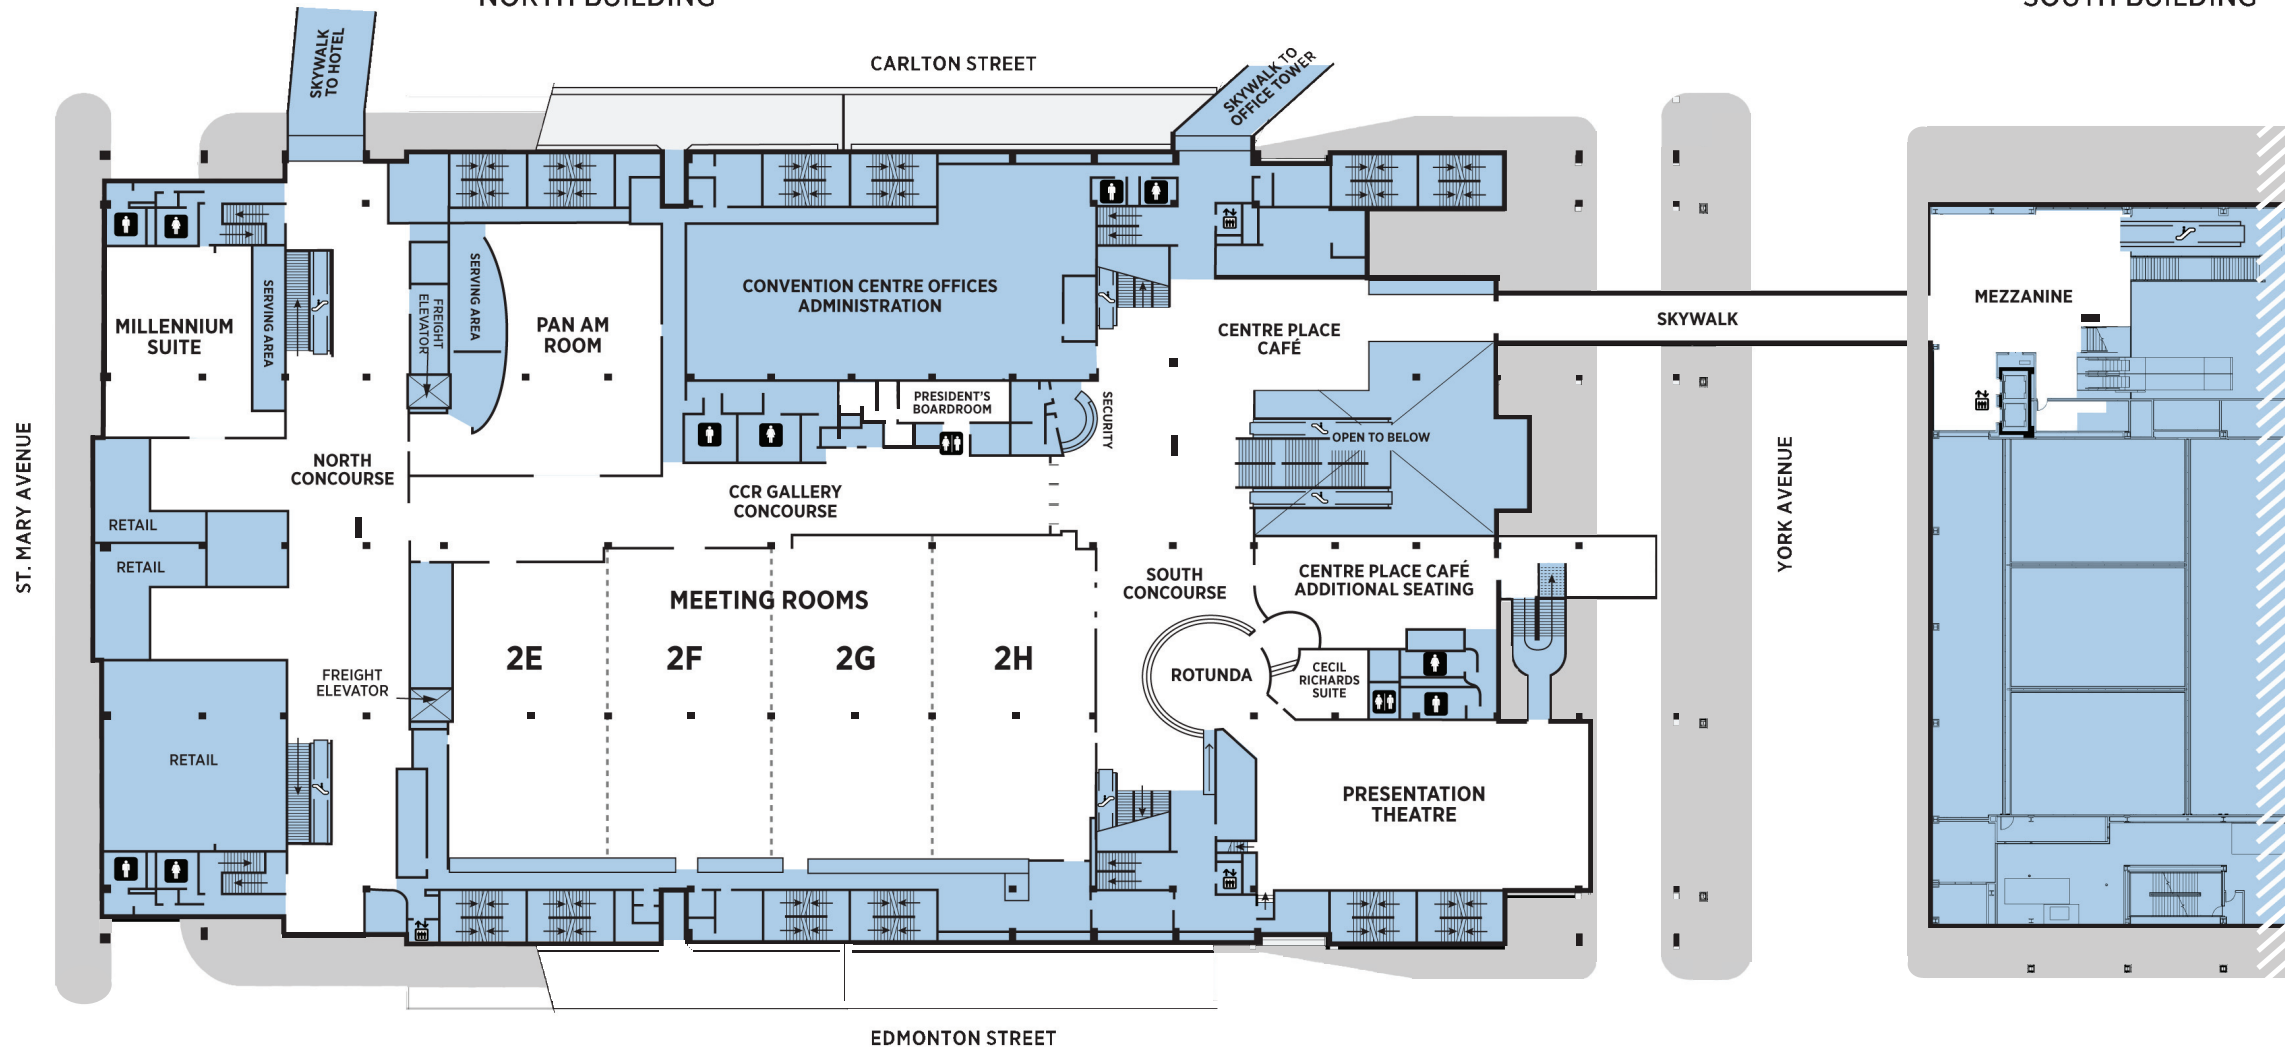 NORTH BUILDING
SOUTH BUILDING
SKYWALK
TO HOTEL
CARLTON STREET
SKYWALK TO
OFFICE TOWER
MILLENNIUM
SUITE
SERVING AREA
FREIGHT
ELEVATOR
SERVING AREA
PAN AM
ROOM
CONVENTION CENTRE OFFICES
ADMINISTRATION
CENTRE PLACE
CAFÉ
SKYWALK
MEZZANINE
PRESIDENT'S
BOARDROOM
SECURITY
OPEN TO BELOW
ST. MARY AVENUE
NORTH
CONCOURSE
CCR GALLERY
CONCOURSE
YORK AVENUE
RETAIL
RETAIL
MEETING ROOMS
2E
2F
2G
2H
SOUTH
CONCOURSE
CENTRE PLACE CAFÉ
ADDITIONAL SEATING
FREIGHT
ELEVATOR
ROTUNDA
CECIL
RICHARDS
SUITE
RETAIL
PRESENTATION
THEATRE
EDMONTON STREET